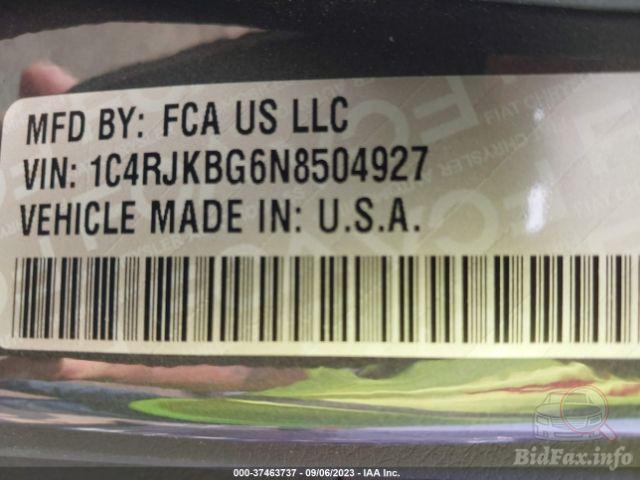 MFD BY: FCA US LLC
VIN: 1C4RJKBG6N8504927
VEHICLE MADE IN: U.S.A.
000-37463737 - 09/06/2023 - IAA Inc.
BidFax.info